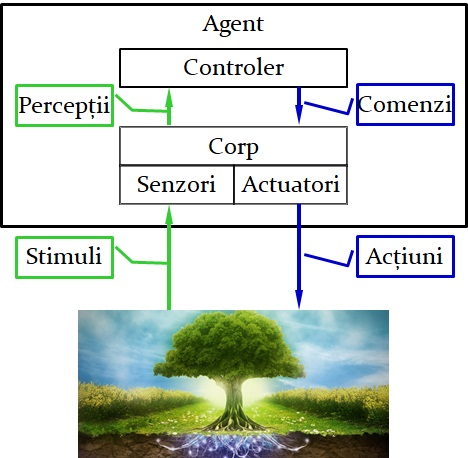 Agent
Controler
Percepții
Comenzi
Corp
Senzori
Actuatori
Stimuli
Acțiuni